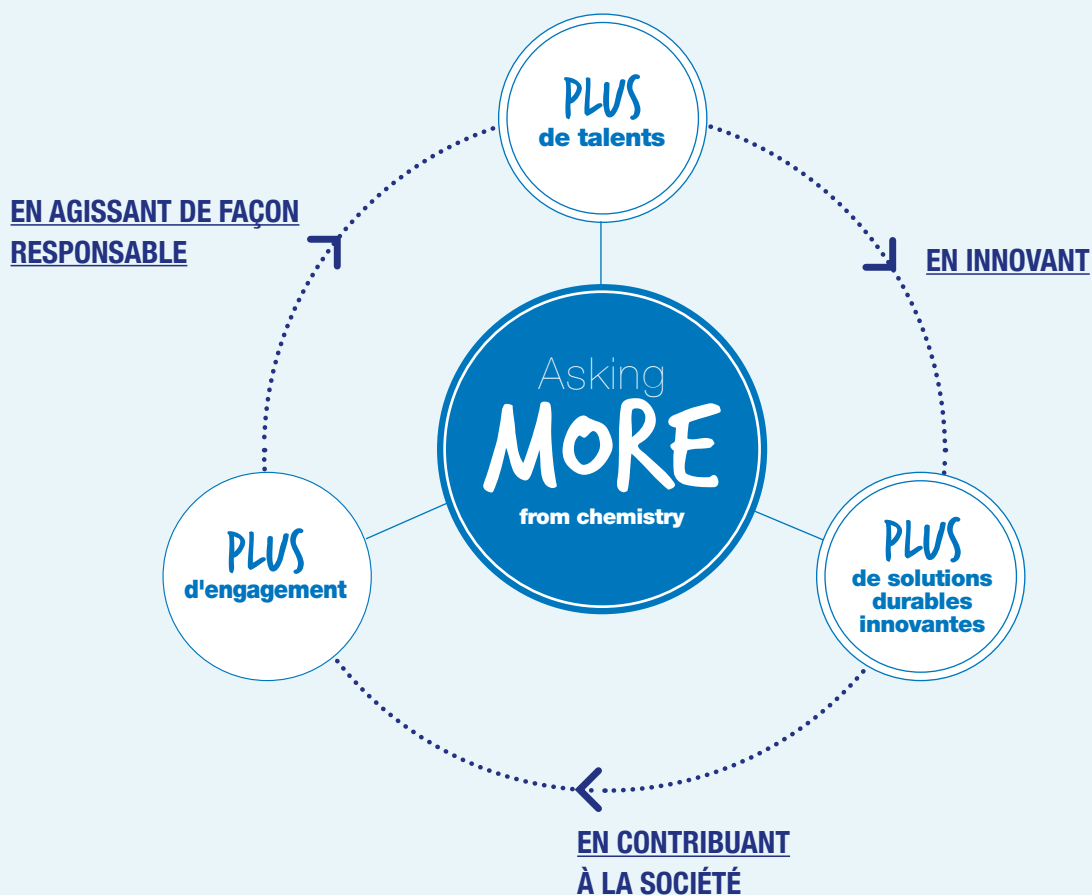 PLUS
de talents
EN AGISSANT DE FAÇON
RESPONSABLE
EN INNOVANT
Asking
MORE
from chemistry
PLUS
d'engagement
PLUS
de solutions
durables
innovantes
EN CONTRIBUANT
À LA SOCIÉTÉ